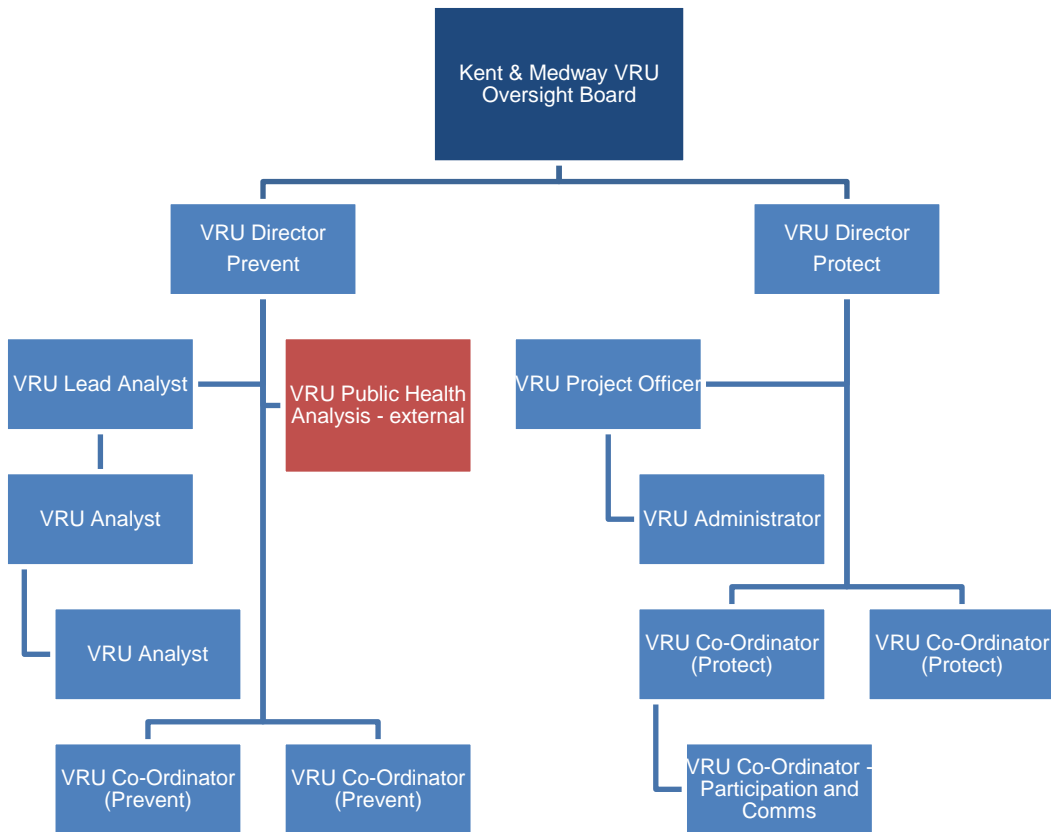 Kent & Medway VRU
Oversight Board
VRU Director
Prevent
VRU Director
Protect
VRU Lead Analyst
VRU Public Health
Analysis - external
VRU Project Officer
VRU Analyst
VRU Administrator
VRU Analyst
VRU Co-Ordinator
(Protect)
VRU Co-Ordinator
(Protect)
VRU Co-Ordinator
(Prevent)
VRU Co-Ordinator
(Prevent)
VRU Co-Ordinator -
Participation and
Comms